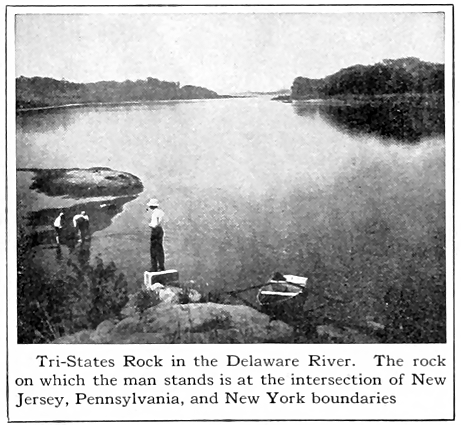 Tri-States Rock in the Delaware River. The rock
on which the man stands is at the intersection of New
Jersey, Pennsylvania, and New York boundaries